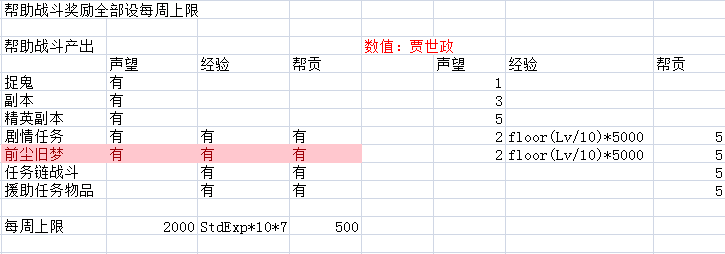 帮助战斗奖励全部设每周上限
帮助战斗产出 数值：贾世政
声望 经验 帮贡 声望 经验 帮贡
捉鬼 有 1
副本 有 3
精英副本 有 5
剧情任务 有 有 有 2 floor(Lv/10)*5000 5
前尘旧梦 有 有 有 2 floor(Lv/10)*5000 5
任务链战斗 有 有 5
援助任务物品 有 有 5
每周上限 2000 StdExp*10*7 500